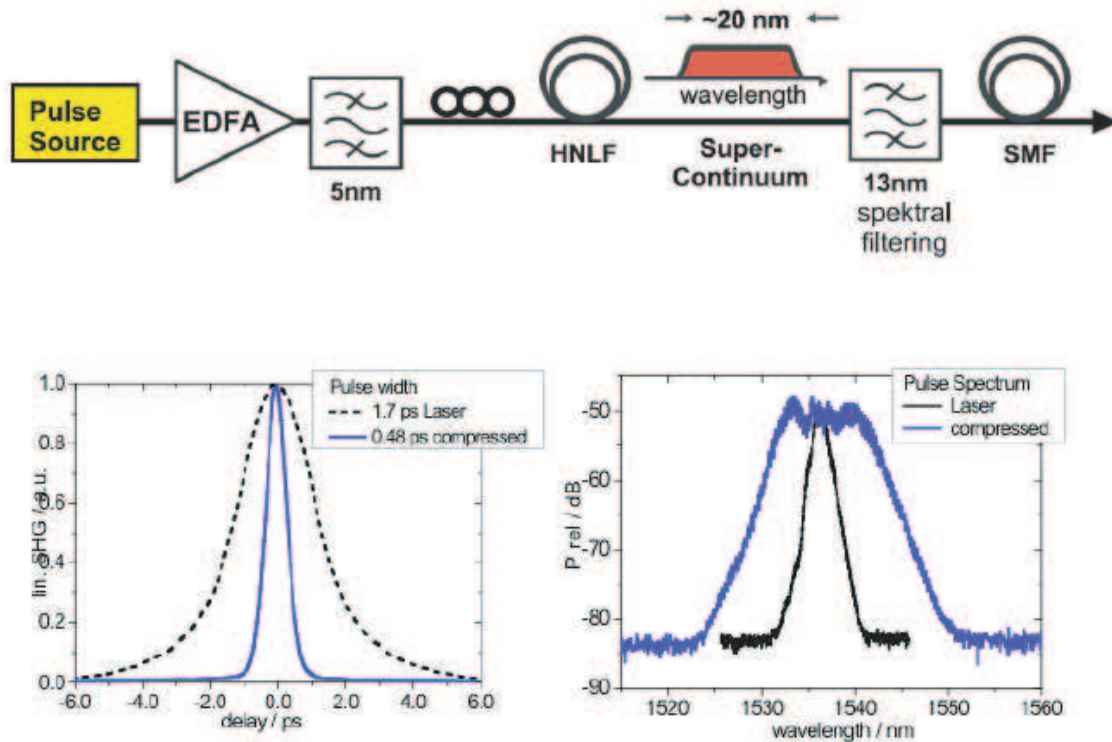 ~20 nm
Pulse
Source
EDFA
5nm
HNLF
wavelength
Super-
Continuum
13nm
spektral
filtering
SMF
Pulse width
1.7 ps Laser
0.48 ps compressed
lin. SHG / a.u.
1.0
0.8
0.6
0.4
0.2
0.0
-6.0 -4.0 -2.0 0.0 2.0 4.0 6.0
delay / ps
Pulse Spectrum
Laser
compressed
P rel / dB
-50
-60
-70
-80
-90
1520 1530 1540 1550 1560
wavelength / nm